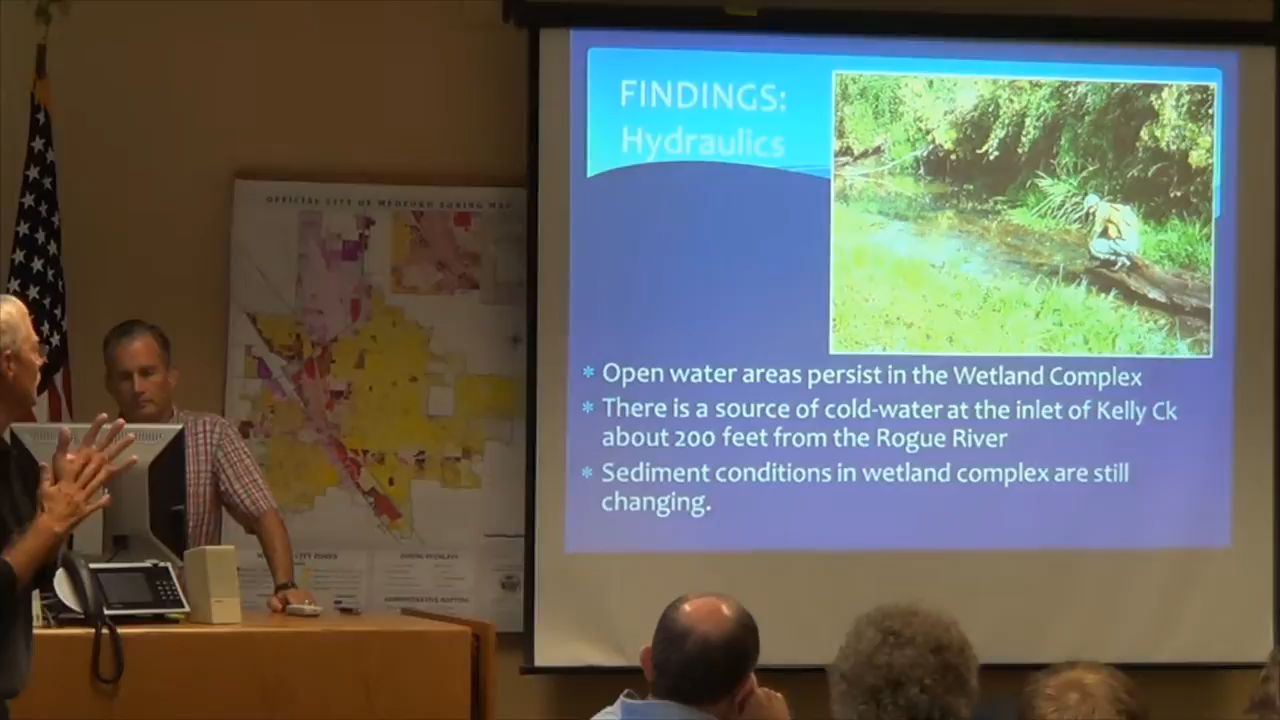 OFFICIAL CITY OF MEDFORD ZONING MAP
FINDINGS:
Hydraulics
* Open water areas persist in the Wetland Complex
* There is a source of cold-water at the inlet of Kelly Ck
about 200 feet from the Rogue River
* Sediment conditions in wetland complex are still
changing.